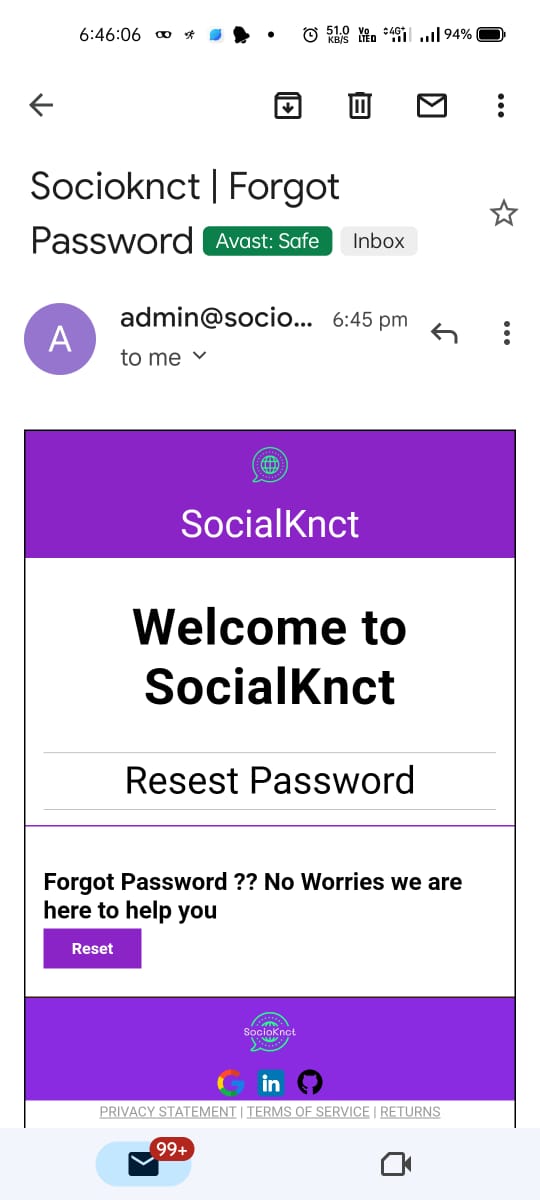 6:46:06 51.0 KB/S Vo LTED 4G+ 94%
Socioknct | Forgot
Password Avast: Safe Inbox
A admin@socio... 6:45 pm
to me
SocialKnct
Welcome to
SocialKnct
Resest Password
Forgot Password ?? No Worries we are
here to help you
Reset
SocioKnct
in
PRIVACY STATEMENT | TERMS OF SERVICE | RETURNS
99+